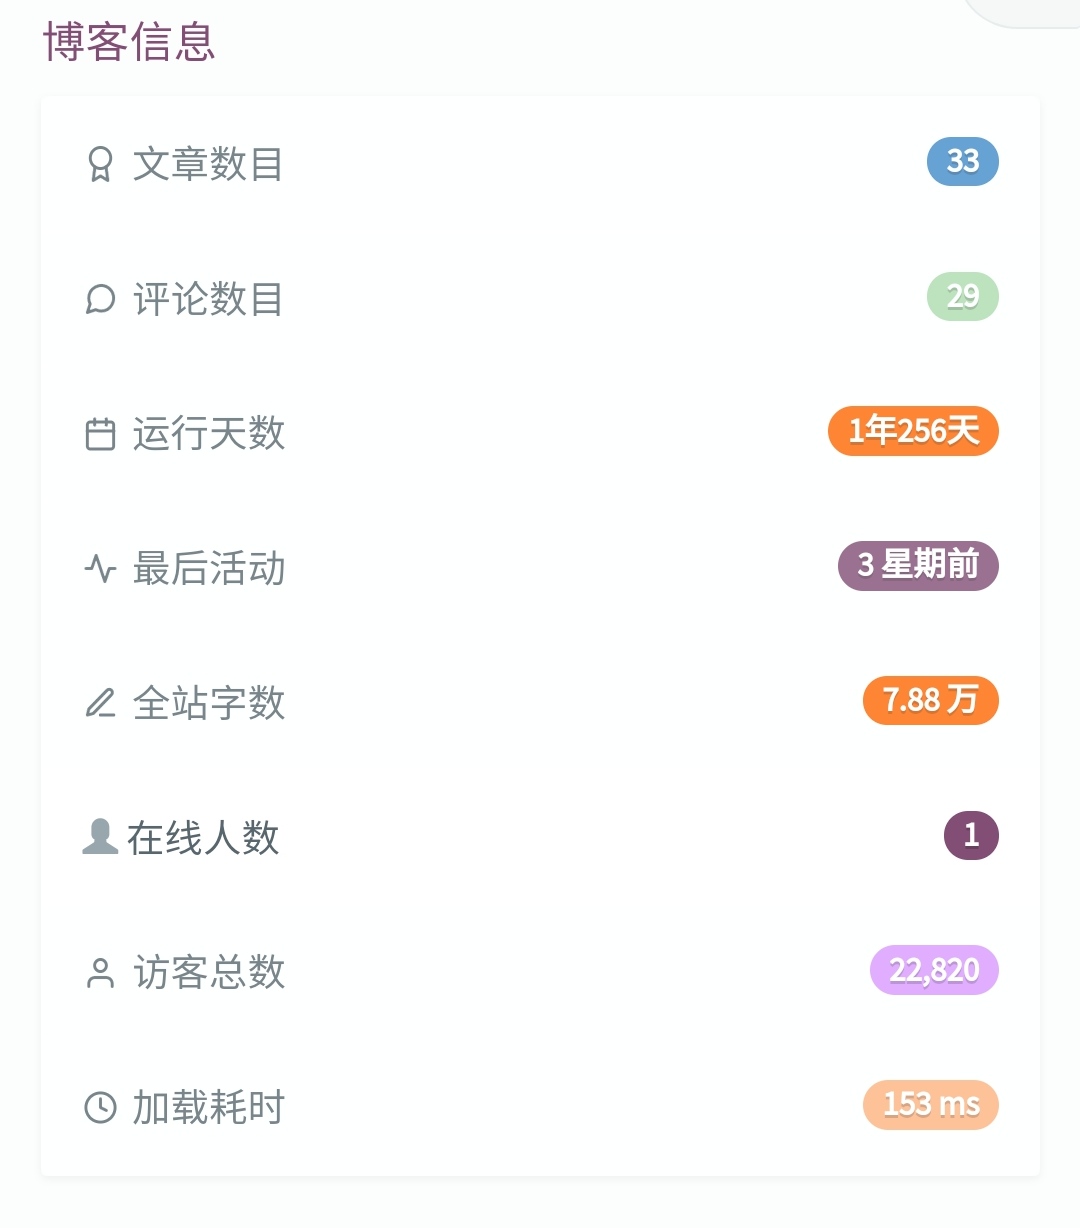 博客信息
文章数目 33
评论数目 29
运行天数 1年256天
最后活动 3 星期前
全站字数 7.88 万
在线人数 1
访客总数 22,820
加载耗时 153 ms